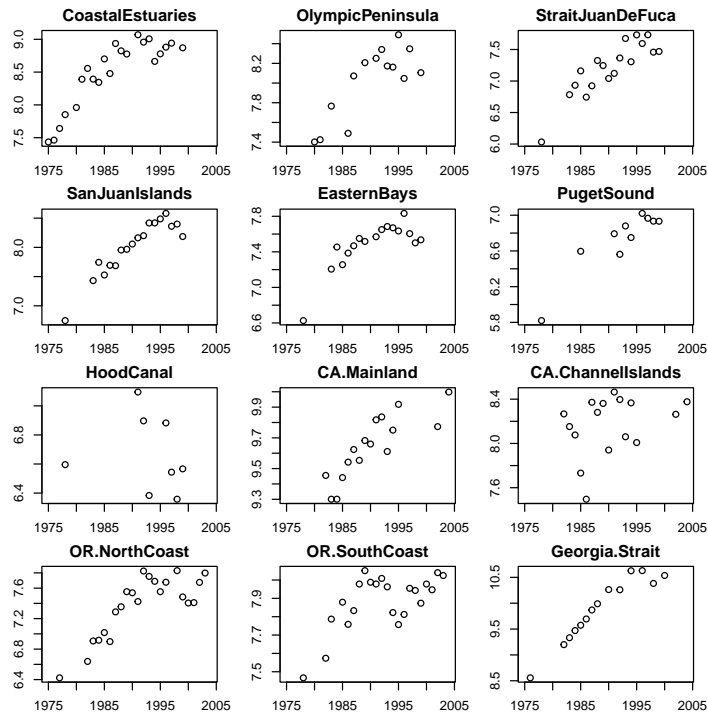 CoastalEstuaries
7.5 8.0 8.5 9.0
1975 1985 1995 2005
OlympicPeninsula
7.4 7.8 8.2
1975 1985 1995 2005
StraitJuanDeFuca
6.0 6.5 7.0 7.5
1975 1985 1995 2005
SanJuanIslands
7.0 8.0
1975 1985 1995 2005
EasternBays
6.6 7.0 7.4 7.8
1975 1985 1995 2005
PugetSound
5.8 6.2 6.6 7.0
1975 1985 1995 2005
HoodCanal
6.4 6.8
1975 1985 1995 2005
CA.Mainland
9.3 9.5 9.7 9.9
1975 1985 1995 2005
CA.ChannelIslands
7.6 8.0 8.4
1975 1985 1995 2005
OR.NorthCoast
6.4 6.8 7.2 7.6
1975 1985 1995 2005
OR.SouthCoast
7.5 7.7 7.9
1975 1985 1995 2005
Georgia.Strait
8.5 9.5 10.5
1975 1985 1995 2005